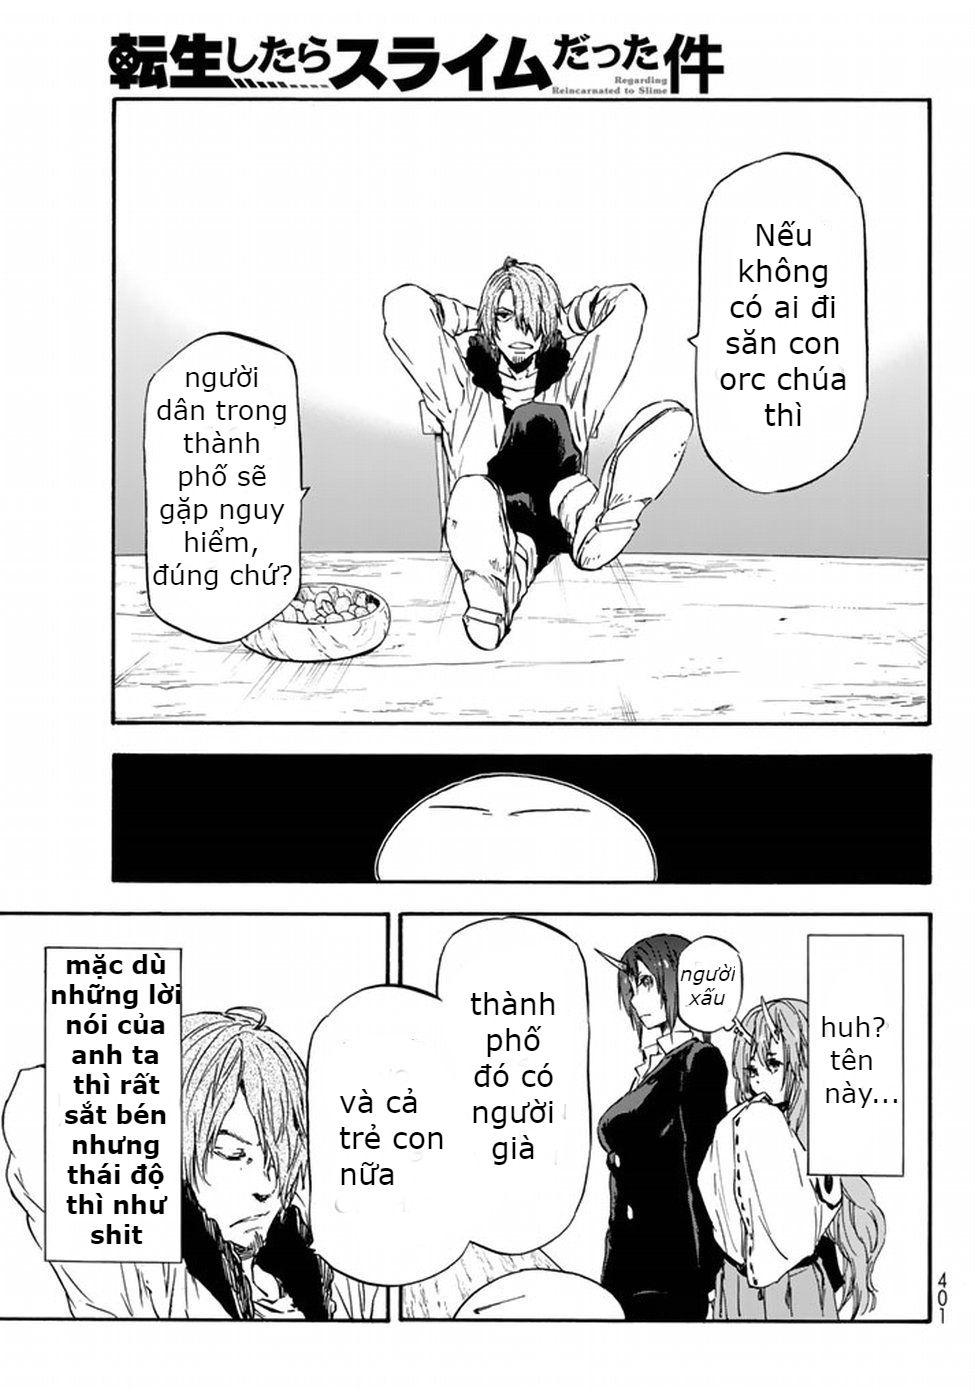 転生したらスライムだった件
Regarding
Reincarnated to Slime
Nếu
không
có ai đi
săn con
orc chúa
thì
người
dân trong
thành
phố sẽ
gặp nguy
hiểm,
đúng chứ?
huh?
tên
này...
người
xấu
thành
phố
đó có
người
già
và cả
trẻ con
nữa
mặc dù
những lời
nói của
anh ta
thì rất
sắt bén
nhưng
thái độ
thì như
shit
401